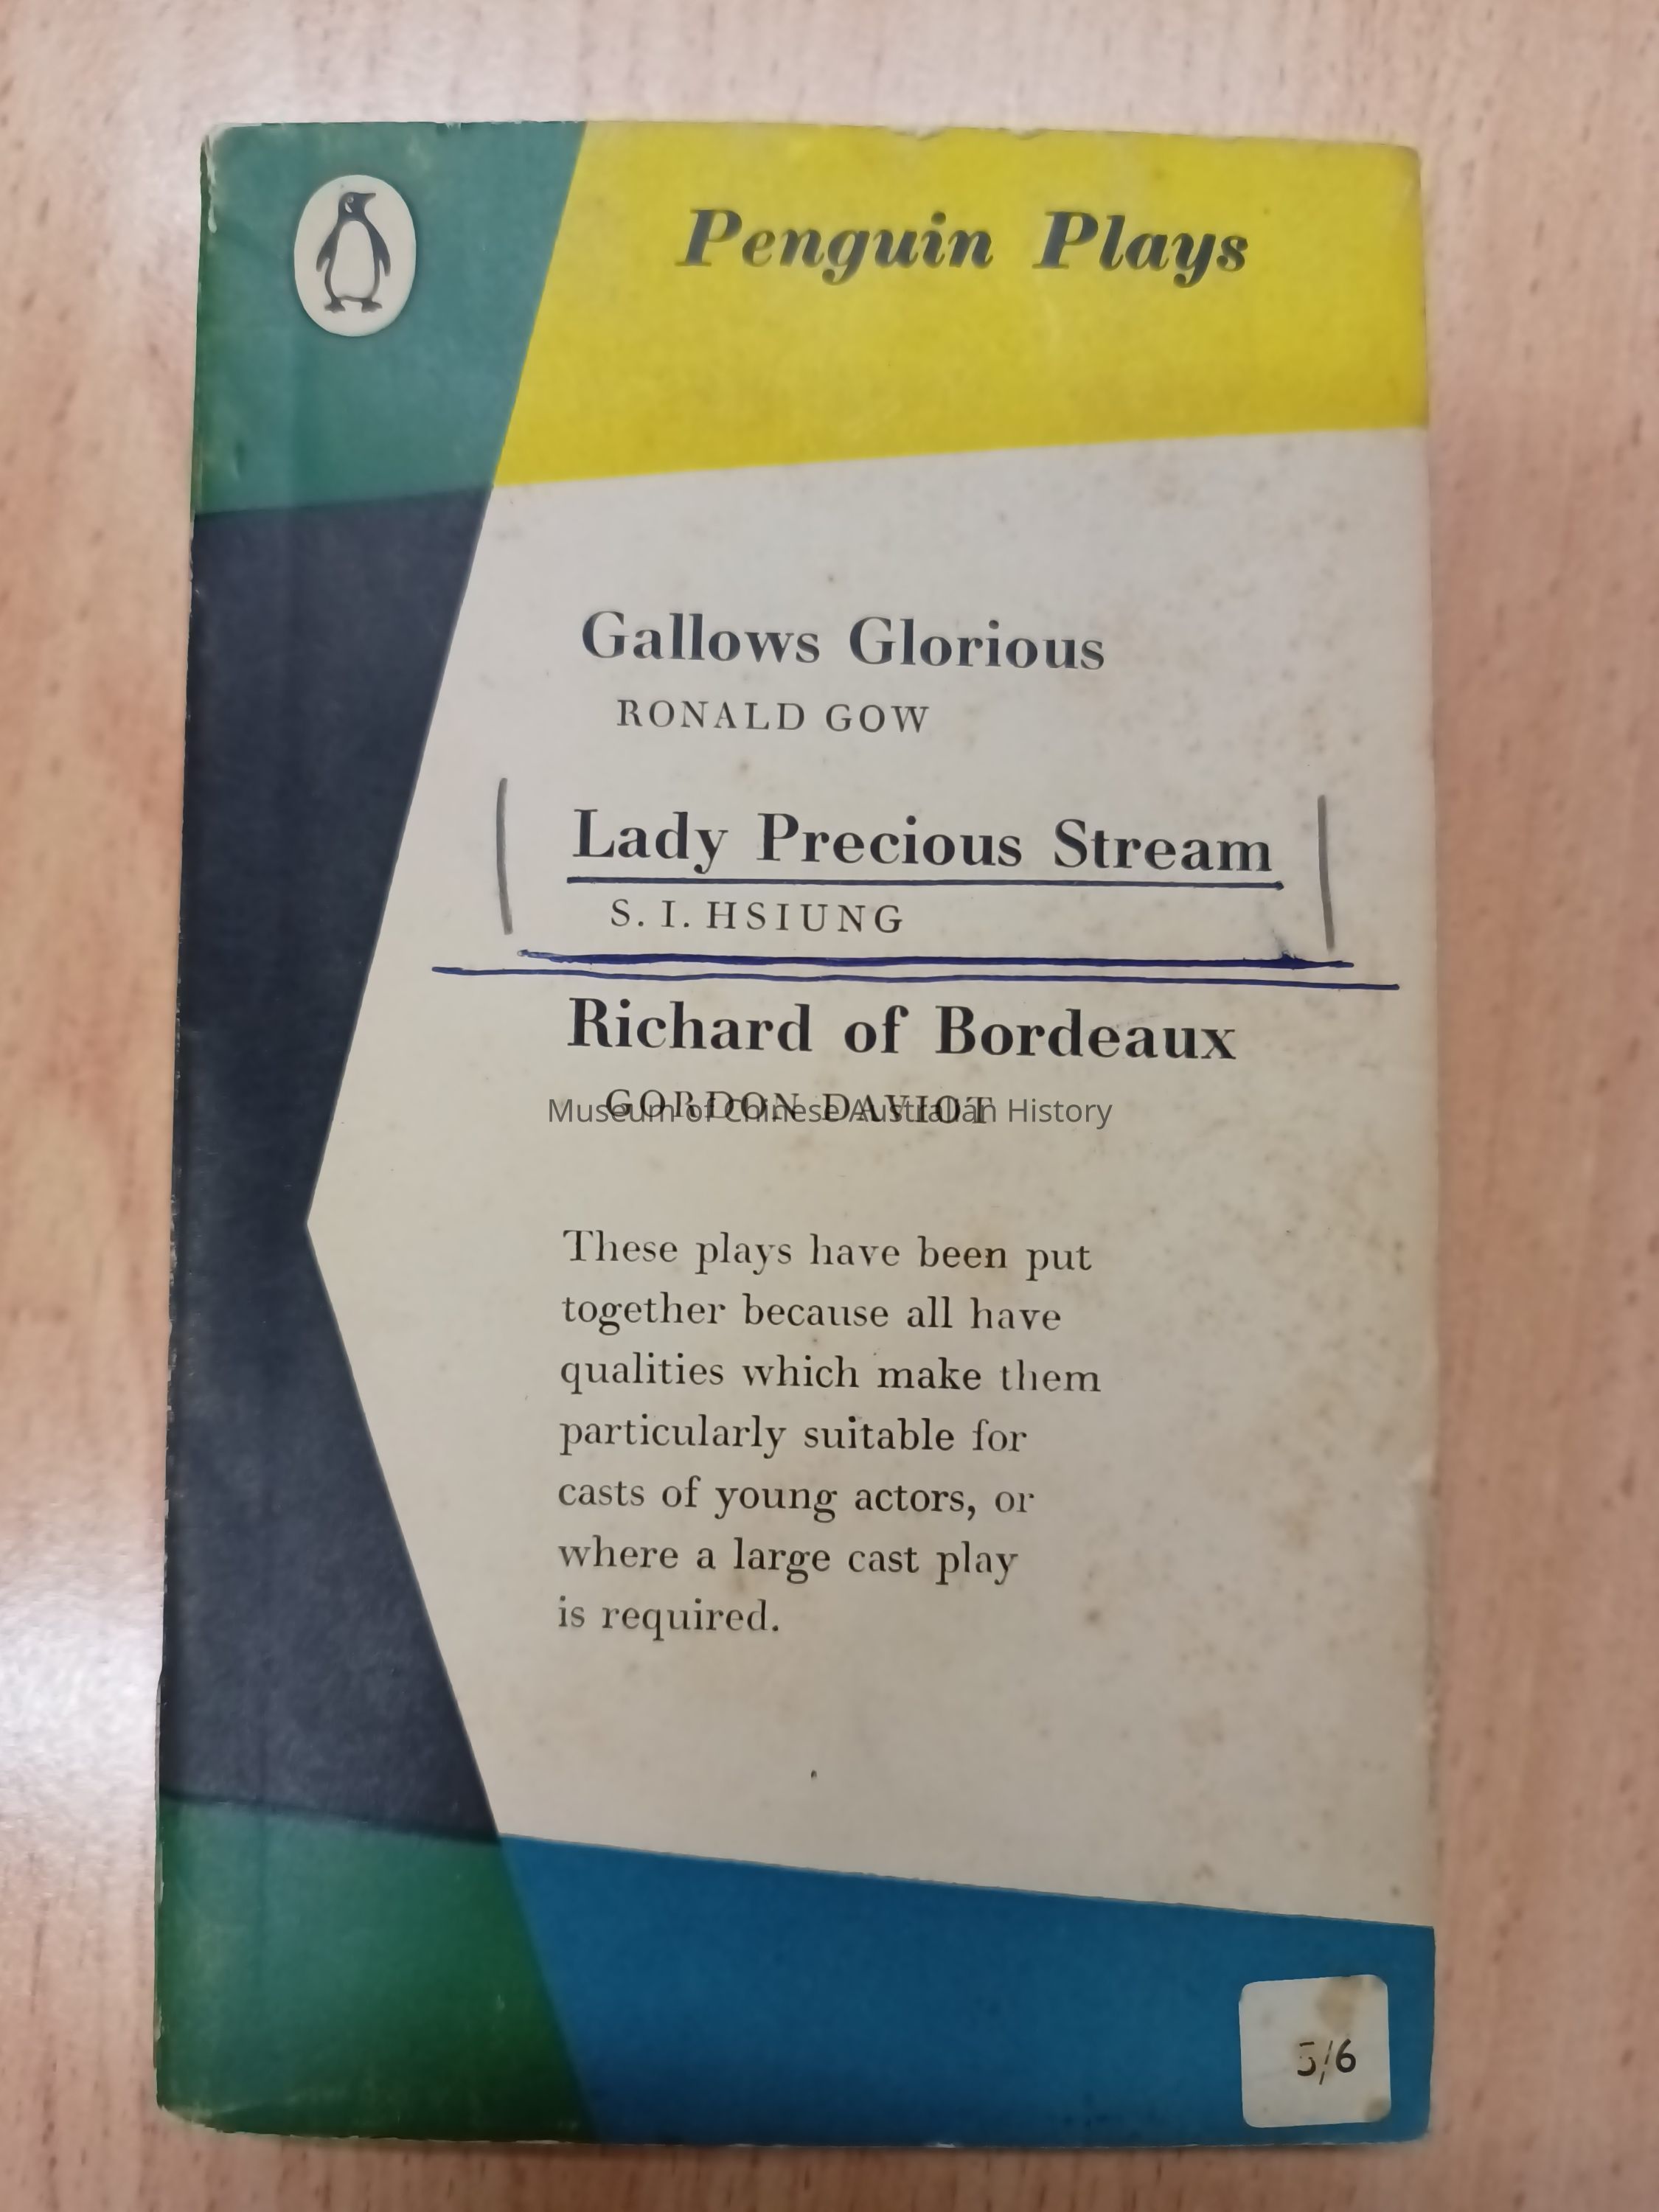 Penguin Plays
Gallows Glorious
RONALD GOW
Lady Precious Stream
S. I. HSIUNG
Richard of Bordeaux
GORDON DAVIOT
Museum of Chinese Australian History
These plays have been put
together because all have
qualities which make them
particularly suitable for
casts of young actors, or
where a large cast play
is required.
5/6